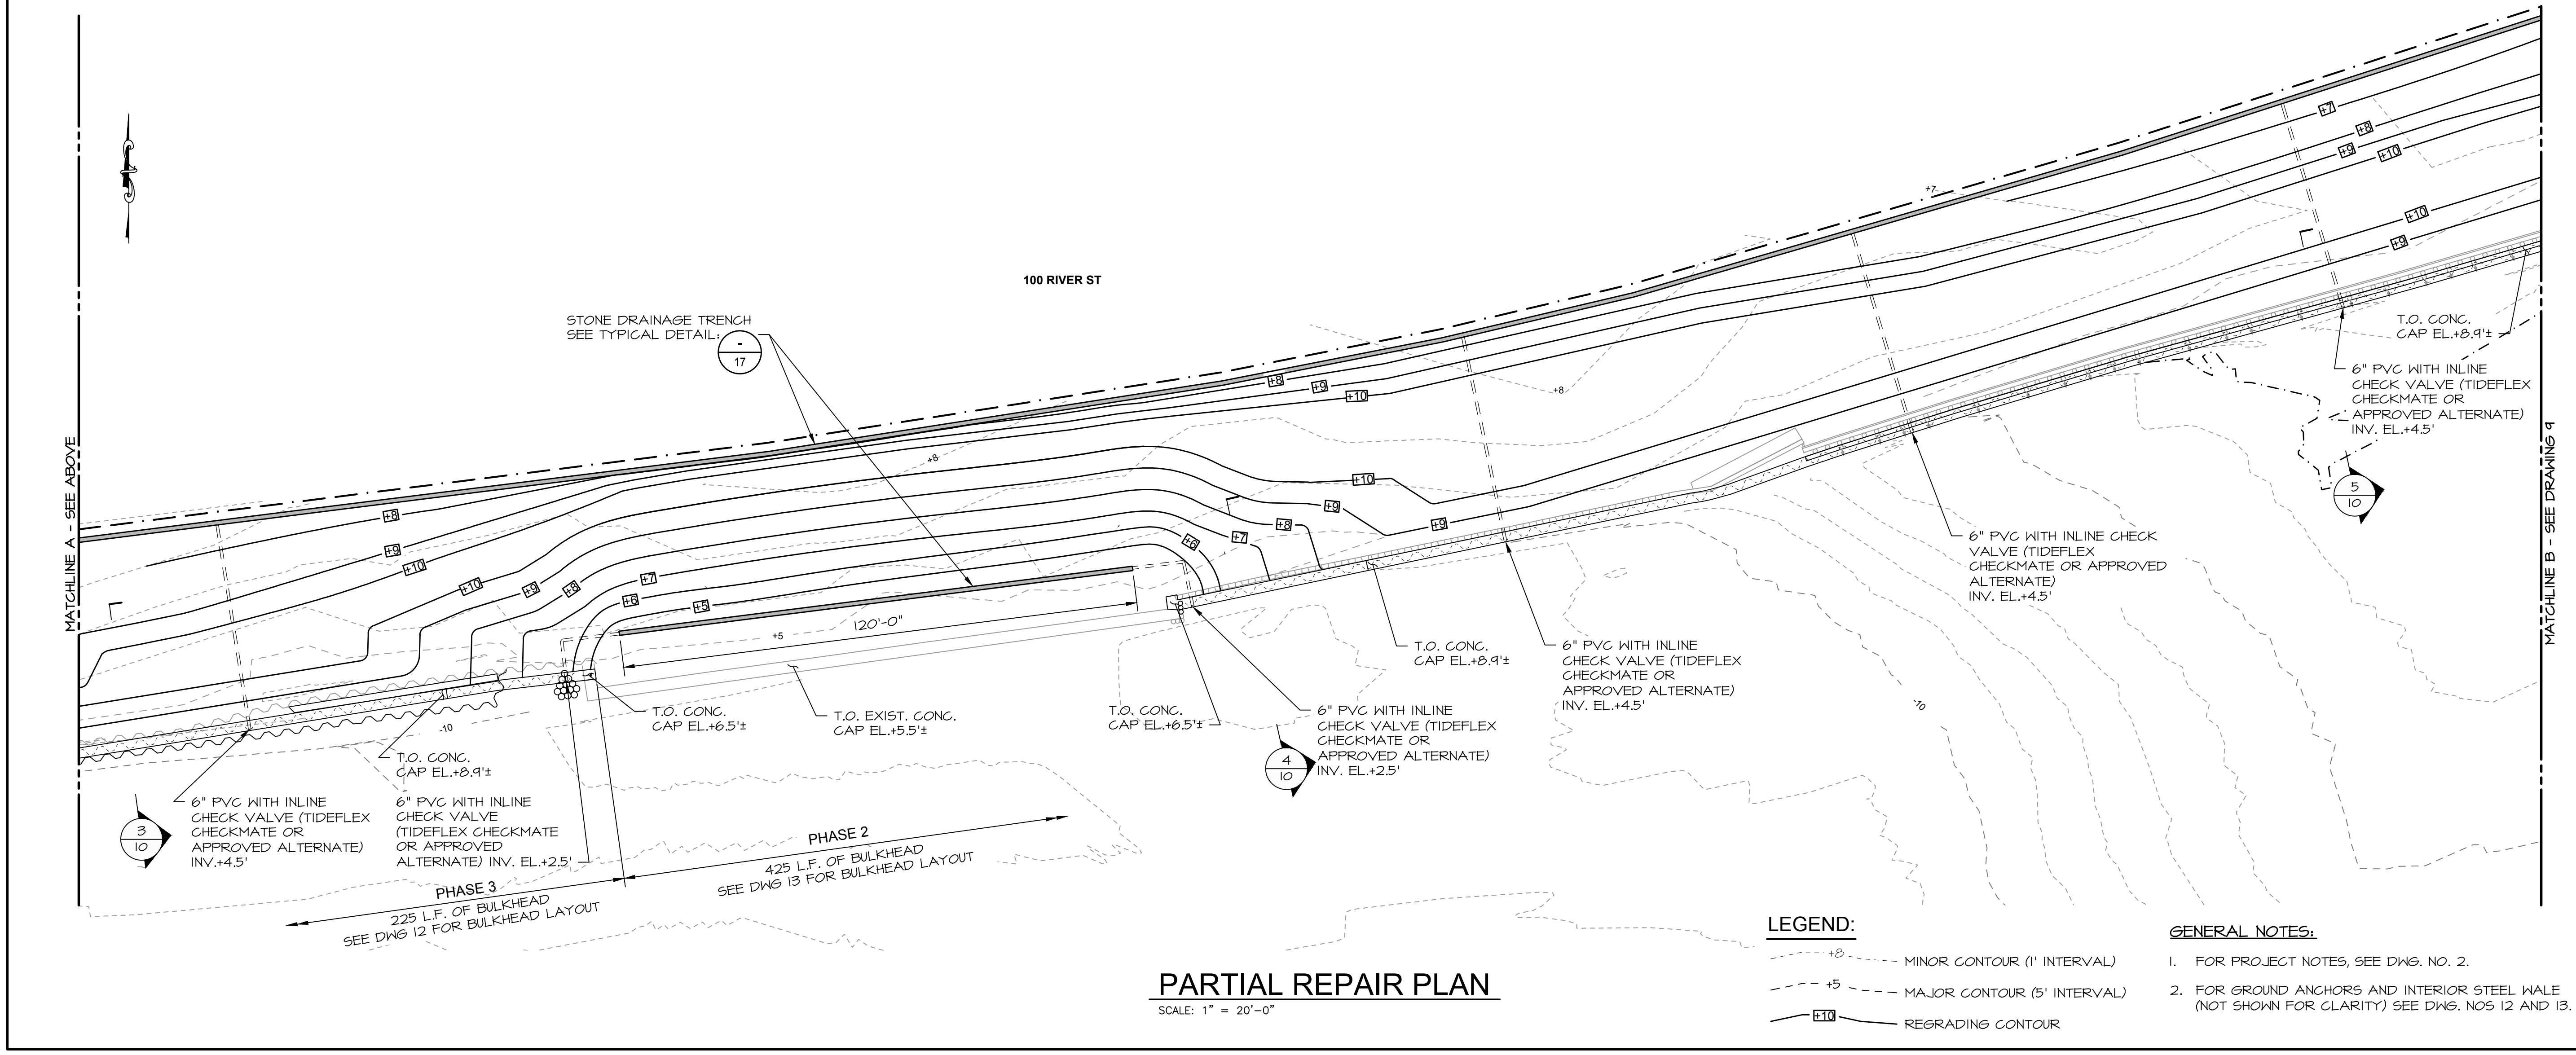 MATCHLINE A - SEE ABOVE
100 RIVER ST
STONE DRAINAGE TRENCH
SEE TYPICAL DETAIL:
-
17
+7
+7
+8
+9
+10
+10
+9
+8
+9
+10
+8
+8
+8
+9
+10
+10
+9
+8
+7
+6
+5
+5
+10
+9
+8
+7
+6
+9
120'-0"
-10
-10
T.O. CONC.
CAP EL.+8.9'±
6" PVC WITH INLINE
CHECK VALVE (TIDEFLEX
CHECKMATE OR
APPROVED ALTERNATE)
INV. EL.+4.5'
5
10
MATCHLINE B - SEE DRAWING 9
6" PVC WITH INLINE CHECK
VALVE (TIDEFLEX
CHECKMATE OR APPROVED
ALTERNATE)
INV. EL.+4.5'
T.O. CONC.
CAP EL.+8.9'±
6" PVC WITH INLINE
CHECK VALVE (TIDEFLEX
CHECKMATE OR
APPROVED ALTERNATE)
INV. EL.+4.5'
T.O. CONC.
CAP EL.+6.5'±
T.O. EXIST. CONC.
CAP EL.+5.5'±
T.O. CONC.
CAP EL.+6.5'±
6" PVC WITH INLINE
CHECK VALVE (TIDEFLEX
CHECKMATE OR
APPROVED ALTERNATE)
INV. EL.+2.5'
4
10
T.O. CONC.
CAP EL.+8.9'±
3
10
6" PVC WITH INLINE
CHECK VALVE (TIDEFLEX
CHECKMATE OR
APPROVED ALTERNATE)
INV.+4.5'
6" PVC WITH INLINE
CHECK VALVE
(TIDEFLEX CHECKMATE
OR APPROVED
ALTERNATE) INV. EL.+2.5'
PHASE 3
225 L.F. OF BULKHEAD
SEE DWG 12 FOR BULKHEAD LAYOUT
PHASE 2
425 L.F. OF BULKHEAD
SEE DWG 13 FOR BULKHEAD LAYOUT
PARTIAL REPAIR PLAN
SCALE: 1" = 20'-0"
LEGEND:
+8 MINOR CONTOUR (1' INTERVAL)
+5 MAJOR CONTOUR (5' INTERVAL)
+10 REGRADING CONTOUR
GENERAL NOTES:
1. FOR PROJECT NOTES, SEE DWG. NO. 2.
2. FOR GROUND ANCHORS AND INTERIOR STEEL WALE
(NOT SHOWN FOR CLARITY) SEE DWG. NOS 12 AND 13.